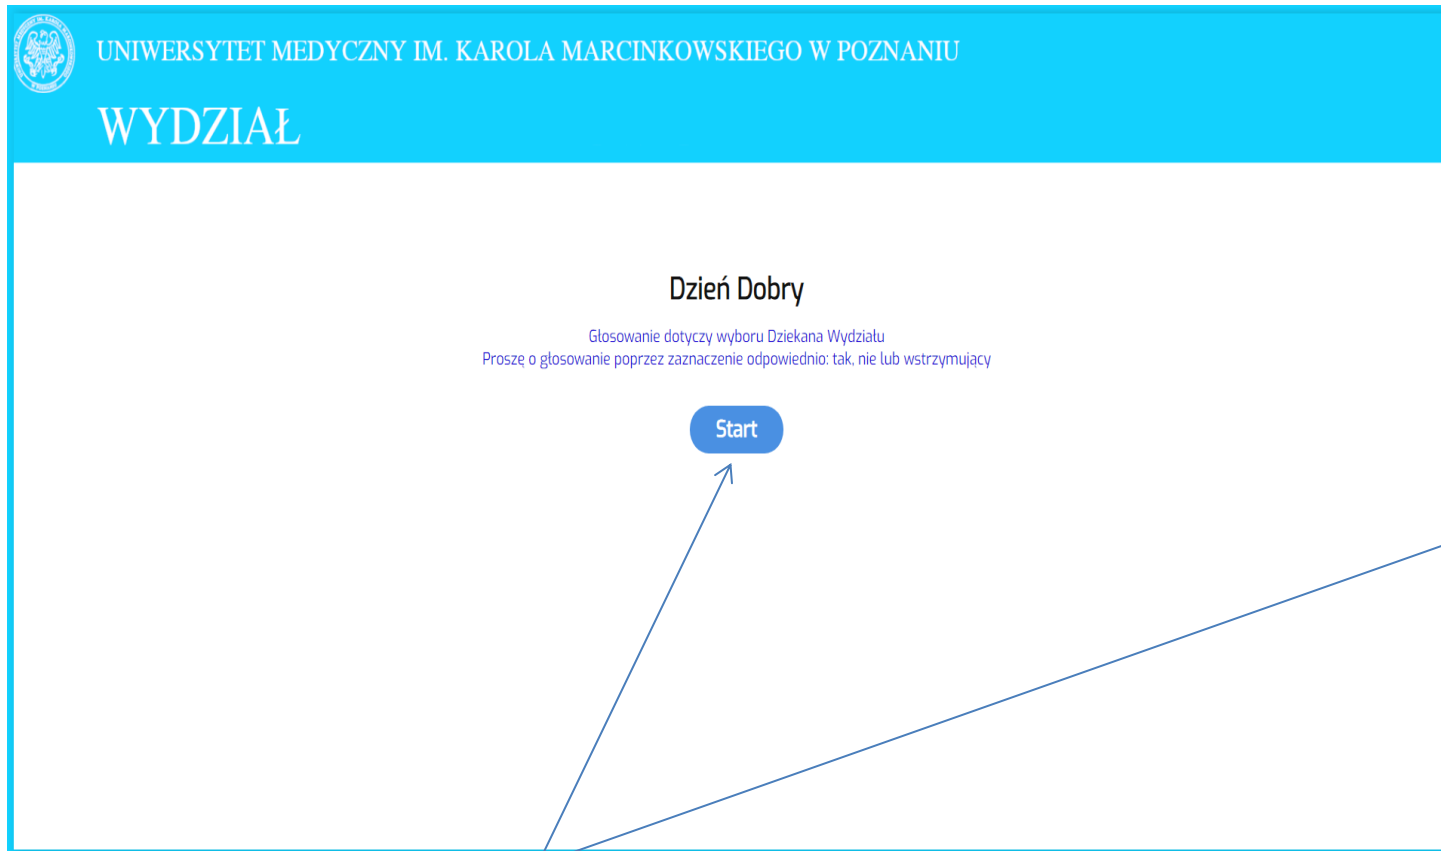 UNIWERSYTET MEDYCZNY IM. KAROLA MARCINKOWSKIEGO W POZNANIU
WYDZIAŁ
Dzień Dobry
Głosowanie dotyczy wyboru Dziekana Wydziału
Proszę o głosowanie poprzez zaznaczenie odpowiednio: tak, nie lub wstrzymujący
Start